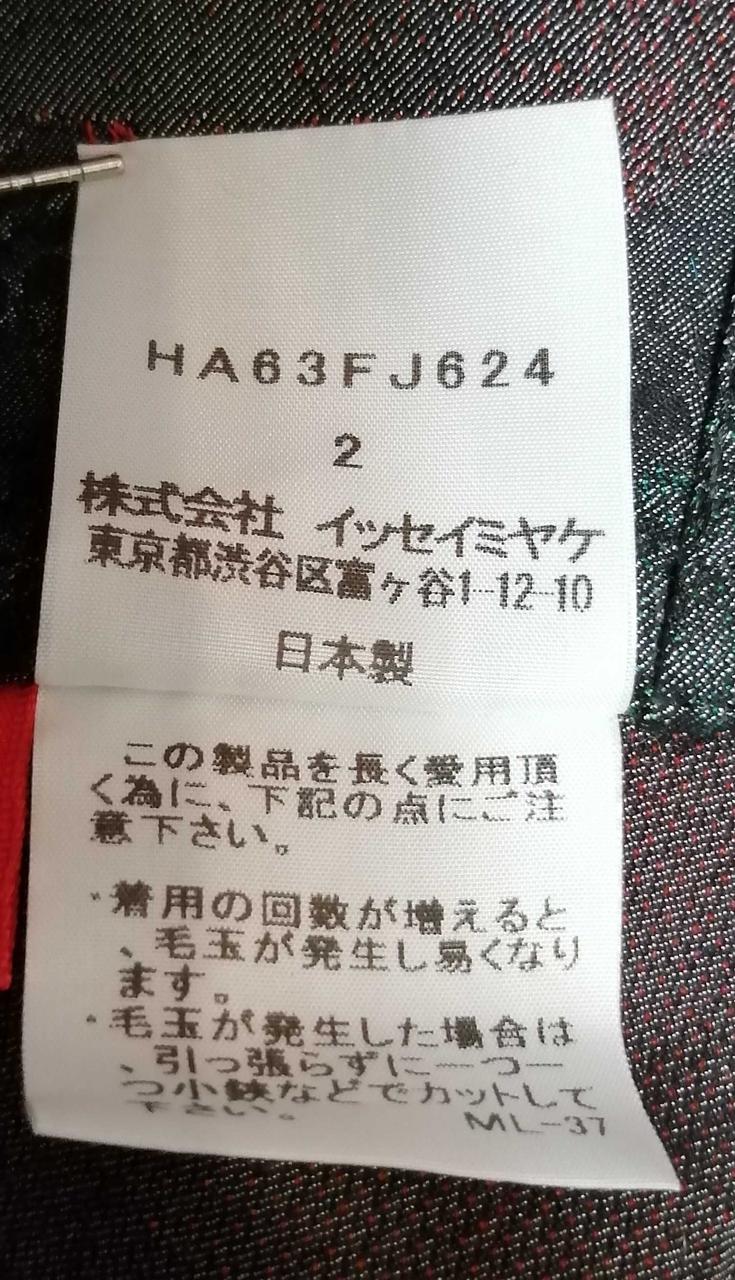 HA63FJ624
2
株式会社 イッセイミヤケ
東京都渋谷区富ヶ谷1-12-10
日本製
この製品を長く愛用頂
く為に、下記の点にご注
意下さい。
・着用の回数が増えると
、毛玉が発生し易くなり
ます。
・毛玉が発生した場合は
、引っ張らずに一つ一
つ小鋏などでカットして
下さい。
ML-37